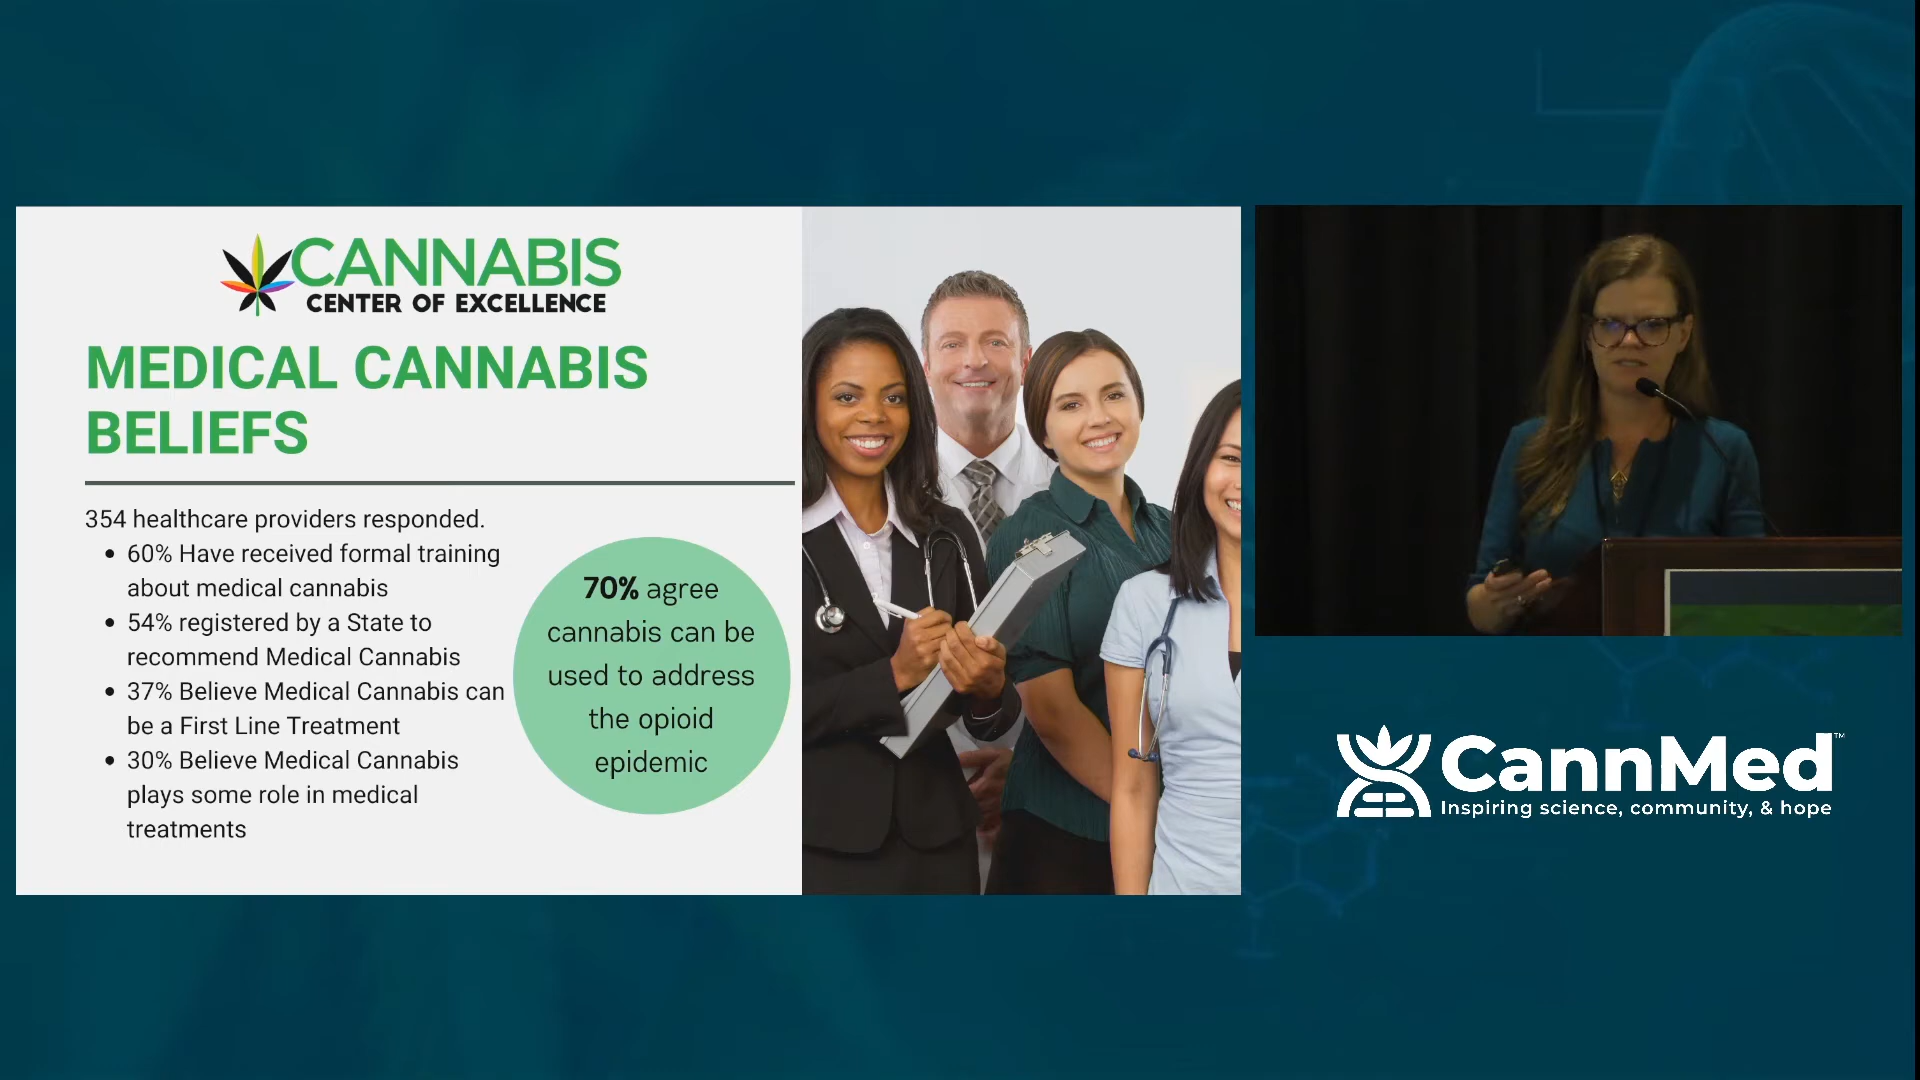 CANNABIS
CENTER OF EXCELLENCE
MEDICAL CANNABIS
BELIEFS
354 healthcare providers responded.
• 60% Have received formal training
about medical cannabis
• 54% registered by a State to
recommend Medical Cannabis
• 37% Believe Medical Cannabis can
be a First Line Treatment
• 30% Believe Medical Cannabis
plays some role in medical
treatments
70% agree
cannabis can be
used to address
the opioid
epidemic
CannMed™
Inspiring science, community, & hope